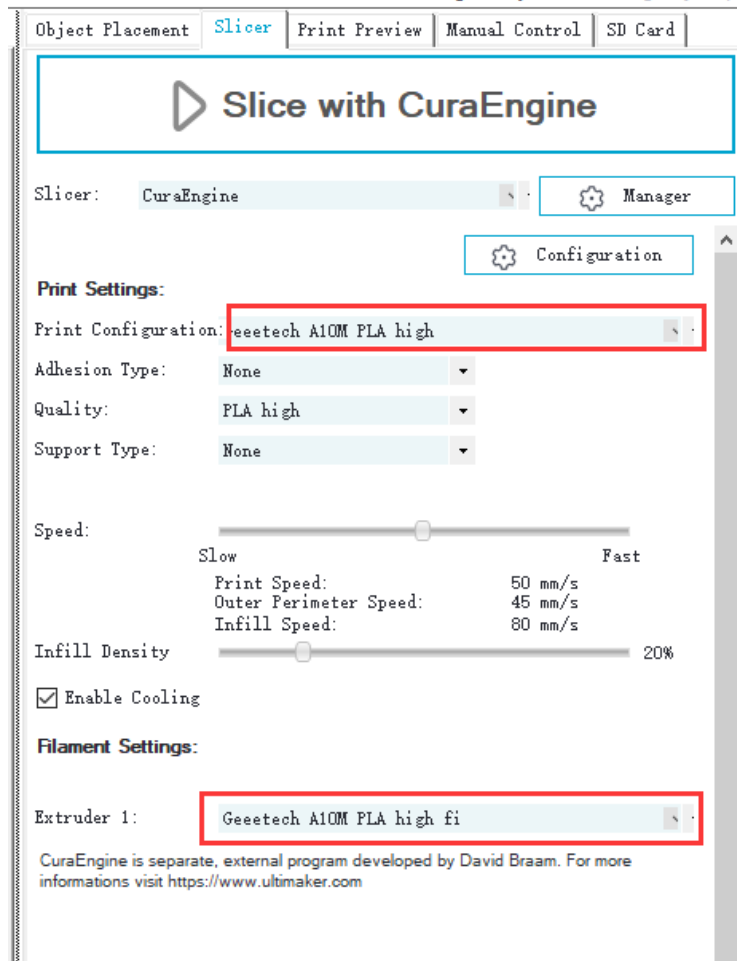 Object Placement Slicer Print Preview Manual Control SD Card
Slice with CuraEngine
Slicer: CuraEngine Manager
Configuration
Print Settings:
Print Configuration: eeetech A10M PLA high
Adhesion Type: None
Quality: PLA high
Support Type: None
Speed:
Slow Fast
Print Speed: 50 mm/s
Outer Perimeter Speed: 45 mm/s
Infill Speed: 80 mm/s
Infill Density 20%
Enable Cooling
Filament Settings:
Extruder 1: Geeetech A10M PLA high fi
CuraEngine is separate, external program developed by David Braam. For more
informations visit https://www.ultimaker.com